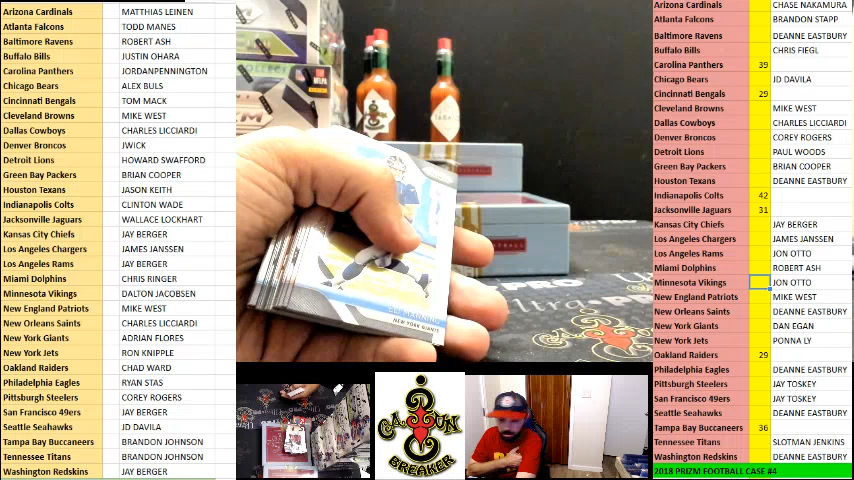 Arizona Cardinals MATTHIAS LEINEN
Atlanta Falcons TODD MANES
Baltimore Ravens ROBERT ASH
Buffalo Bills JUSTIN OHARA
Carolina Panthers JORDANPENNINGTON
Chicago Bears ALEX BULS
Cincinnati Bengals TOM MACK
Cleveland Browns MIKE WEST
Dallas Cowboys CHARLES LICCIARDI
Denver Broncos JWICK
Detroit Lions HOWARD SWAFFORD
Green Bay Packers BRIAN COOPER
Houston Texans JASON KEITH
Indianapolis Colts CLINTON WADE
Jacksonville Jaguars WALLACE LOCKHART
Kansas City Chiefs JAY BERGER
Los Angeles Chargers JAMES JANSSEN
Los Angeles Rams JAY BERGER
Miami Dolphins CHRIS RINGER
Minnesota Vikings DALTON JACOBSEN
New England Patriots MIKE WEST
New Orleans Saints CHARLES LICCIARDI
New York Giants ADRIAN FLORES
New York Jets RON KNIPPLE
Oakland Raiders CHAD WARD
Philadelphia Eagles RYAN STAS
Pittsburgh Steelers COREY ROGERS
San Francisco 49ers JAY BERGER
Seattle Seahawks JD DAVILA
Tampa Bay Buccaneers BRANDON JOHNSON
Tennessee Titans BRANDON JOHNSON
Washington Redskins JAY BERGER
ELI MANNING
NEW YORK GIANTS
CAJUN
BREAKER
Arizona Cardinals CHASE NAKAMURA
Atlanta Falcons BRANDON STAPP
Baltimore Ravens DEANNE EASTBURY
Buffalo Bills CHRIS FIEGL
Carolina Panthers 39
Chicago Bears JD DAVILA
Cincinnati Bengals 29
Cleveland Browns MIKE WEST
Dallas Cowboys CHARLES LICCIARDI
Denver Broncos COREY ROGERS
Detroit Lions PAUL WOODS
Green Bay Packers BRIAN COOPER
Houston Texans DEANNE EASTBURY
Indianapolis Colts 42
Jacksonville Jaguars 31
Kansas City Chiefs JAY BERGER
Los Angeles Chargers JAMES JANSSEN
Los Angeles Rams JON OTTO
Miami Dolphins ROBERT ASH
Minnesota Vikings JON OTTO
New England Patriots MIKE WEST
New Orleans Saints DEANNE EASTBURY
New York Giants DAN EGAN
New York Jets PONNA LY
Oakland Raiders 29
Philadelphia Eagles DEANNE EASTBURY
Pittsburgh Steelers JAY TOSKEY
San Francisco 49ers JAY TOSKEY
Seattle Seahawks DEANNE EASTBURY
Tampa Bay Buccaneers 36
Tennessee Titans SLOTMAN JENKINS
Washington Redskins DEANNE EASTBURY
2018 PRIZM FOOTBALL CASE #4